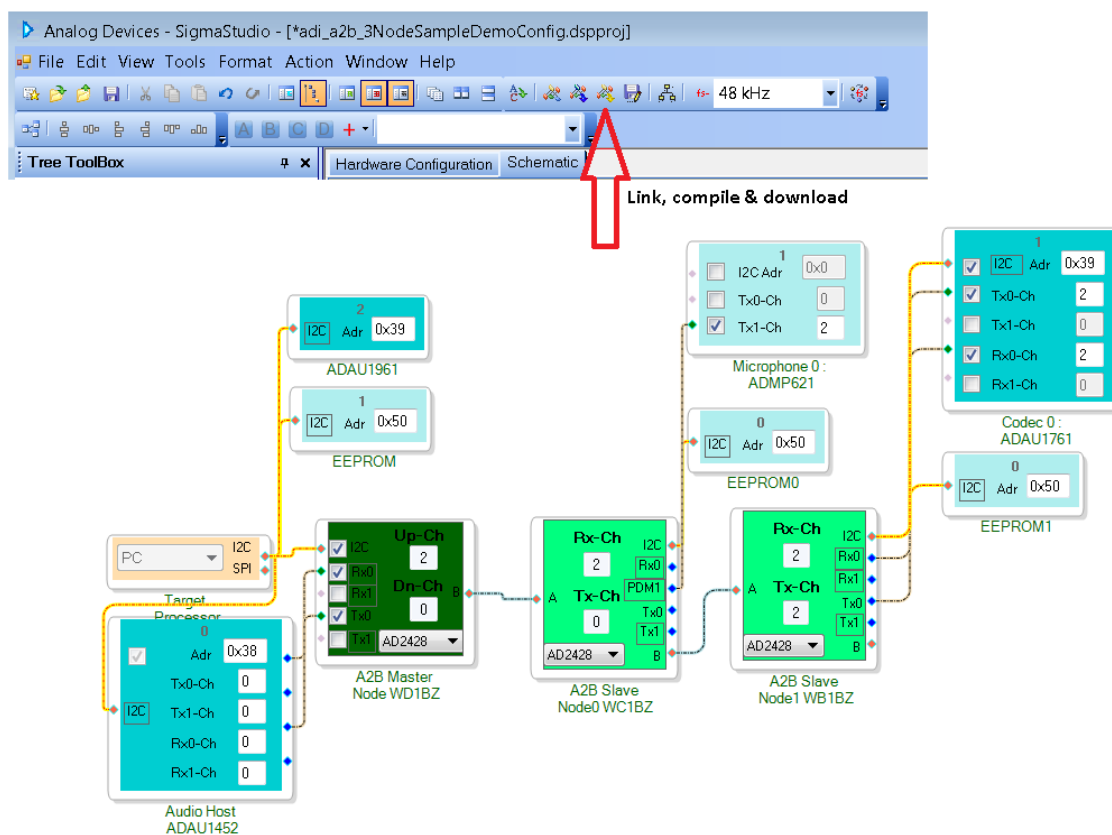 Analog Devices - SigmaStudio - [*adi_a2b_3NodeSampleDemoConfig.dspproj]
File Edit View Tools Format Action Window Help
fs- 48 kHz
A B C D
Tree ToolBox
Hardware Configuration
Schematic
Link, compile & download
2
I2C Adr 0x39
ADAU1961
1
I2C Adr 0x50
EEPROM
PC
I2C
SPI
Target
Processor
0
Adr 0x38
Tx0-Ch 0
I2C
Tx1-Ch 0
Rx0-Ch 0
Rx1-Ch 0
Audio Host
ADAU1452
Up-Ch
I2C
2
Rx0
Rx1
Dn-Ch
B
0
Tx0
Tx1
AD2428
A2B Master
Node WD1BZ
Rx-Ch
I2C
2
Rx0
PDM1
A
Tx-Ch
Tx0
0
Tx1
AD2428
B
A2B Slave
Node0 WC1BZ
1
I2C Adr 0x0
Tx0-Ch 0
Tx1-Ch 2
Microphone 0 :
ADMP621
0
I2C Adr 0x50
EEPROM0
Rx-Ch
I2C
2
Rx0
Rx1
A
Tx-Ch
Tx0
2
Tx1
AD2428
B
A2B Slave
Node1 WB1BZ
1
I2C Adr 0x39
Tx0-Ch 2
Tx1-Ch 0
Rx0-Ch 2
Rx1-Ch 0
Codec 0 :
ADAU1761
0
I2C Adr 0x50
EEPROM1